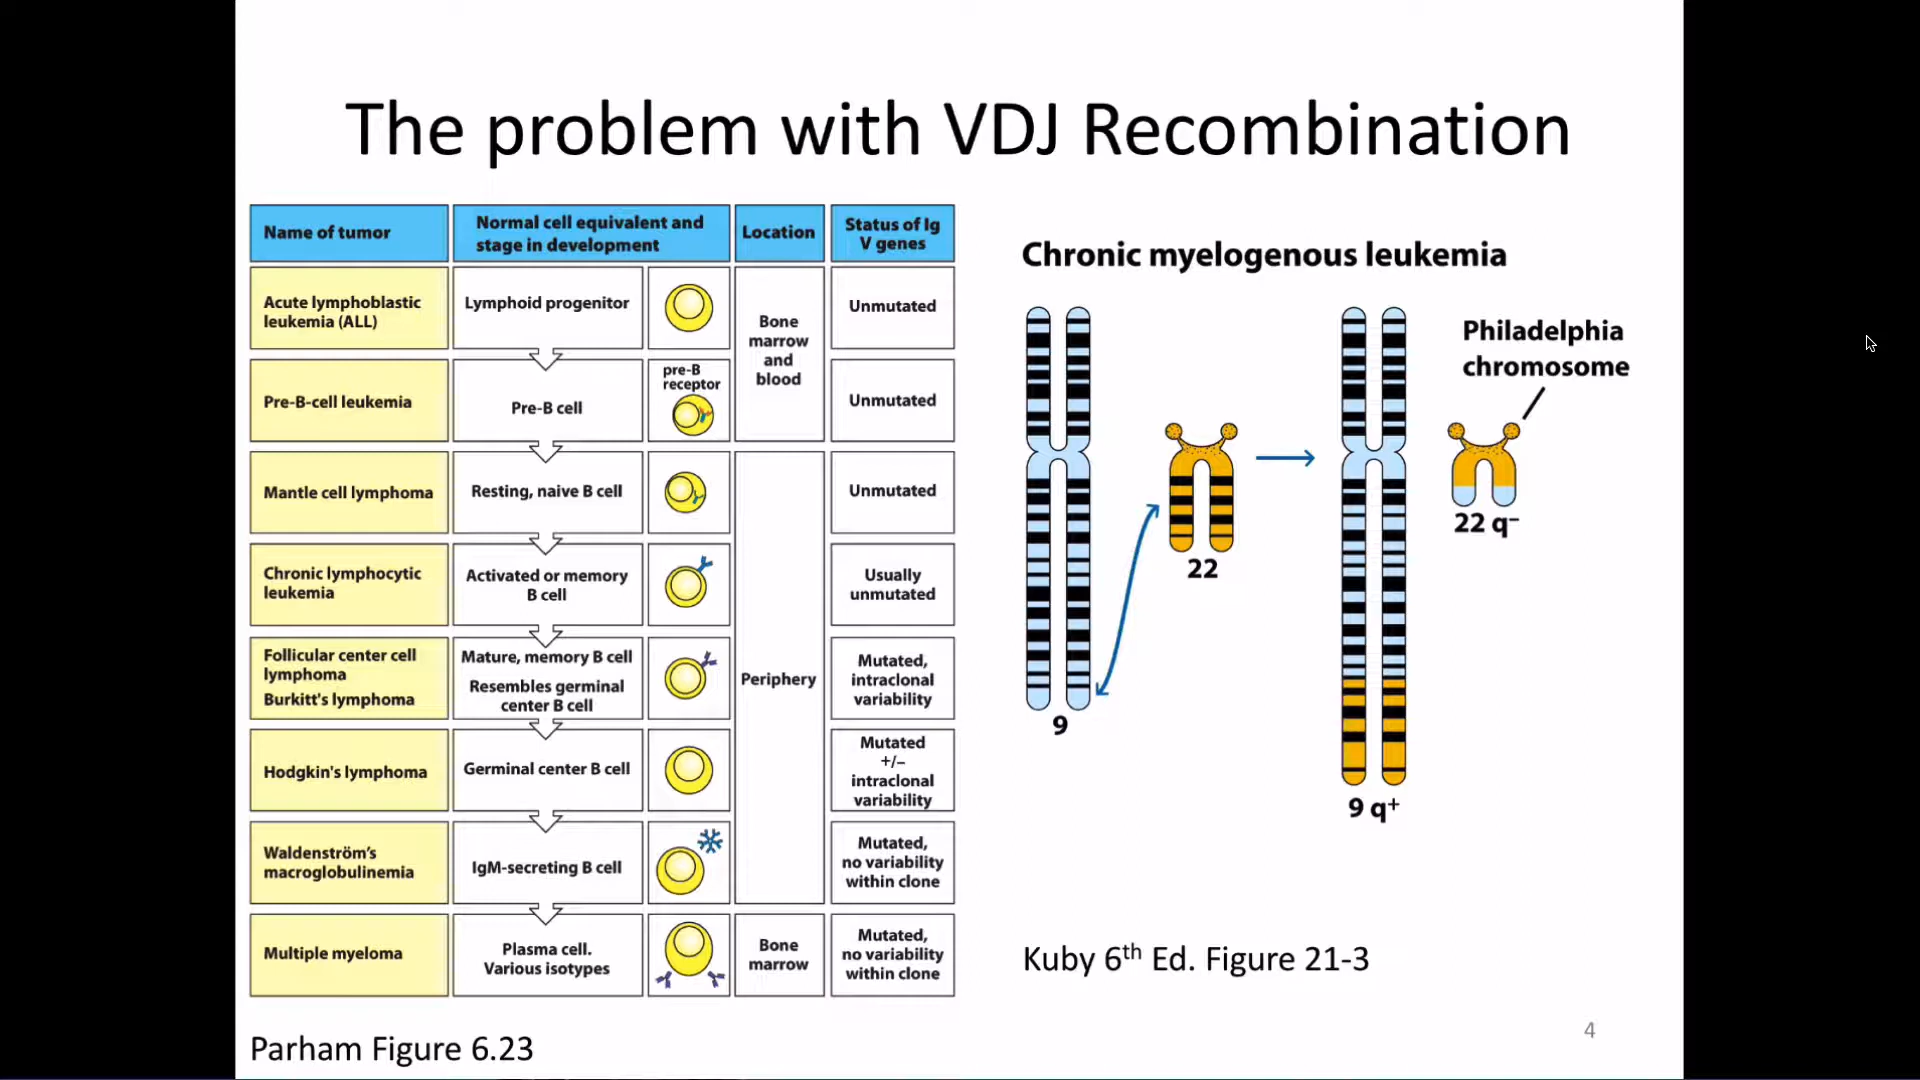 The problem with VDJ Recombination
Name of tumor
Normal cell equivalent and
stage in development
Location
Status of Ig
V genes
Acute lymphoblastic
leukemia (ALL)
Lymphoid progenitor
Bone
marrow
and
blood
Unmutated
Pre-B-cell leukemia
Pre-B cell
pre-B
receptor
Unmutated
Mantle cell lymphoma
Resting, naive B cell
Unmutated
Chronic lymphocytic
leukemia
Activated or memory
B cell
Usually
unmutated
Follicular center cell
lymphoma
Burkitt's lymphoma
Mature, memory B cell
Resembles germinal
center B cell
Periphery
Mutated,
intraclonal
variability
Hodgkin's lymphoma
Germinal center B cell
Mutated
+/–
intraclonal
variability
Waldenström's
macroglobulinemia
IgM-secreting B cell
Mutated,
no variability
within clone
Multiple myeloma
Plasma cell.
Various isotypes
Bone
marrow
Mutated,
no variability
within clone
Parham Figure 6.23
Chronic myelogenous leukemia
Philadelphia
chromosome
22 q–
22
9
9 q+
Kuby 6th Ed. Figure 21-3
4